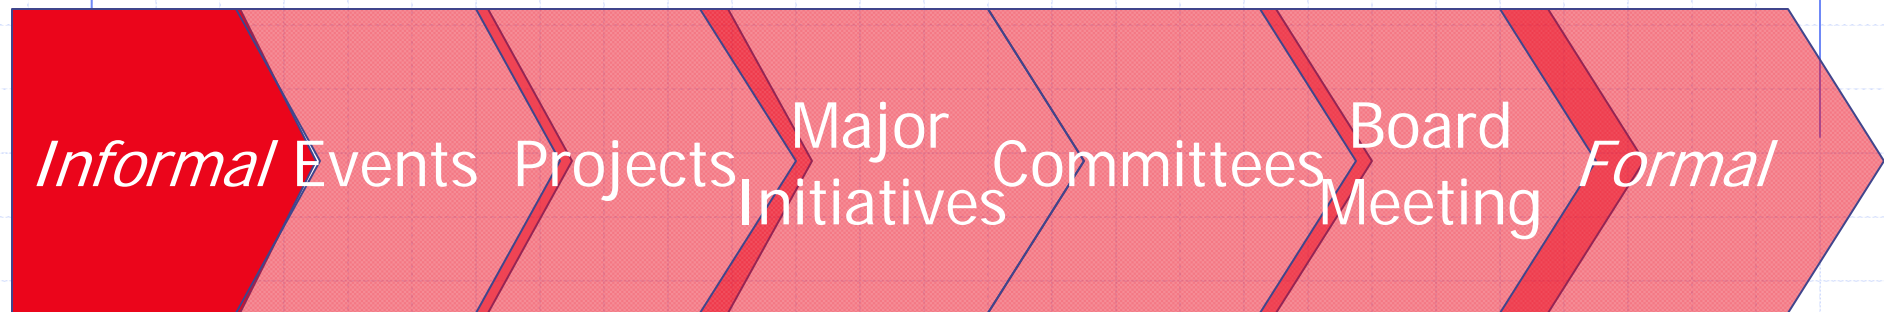 Informal
Events
Projects
Major
Initiatives
Committees
Board
Meeting
Formal